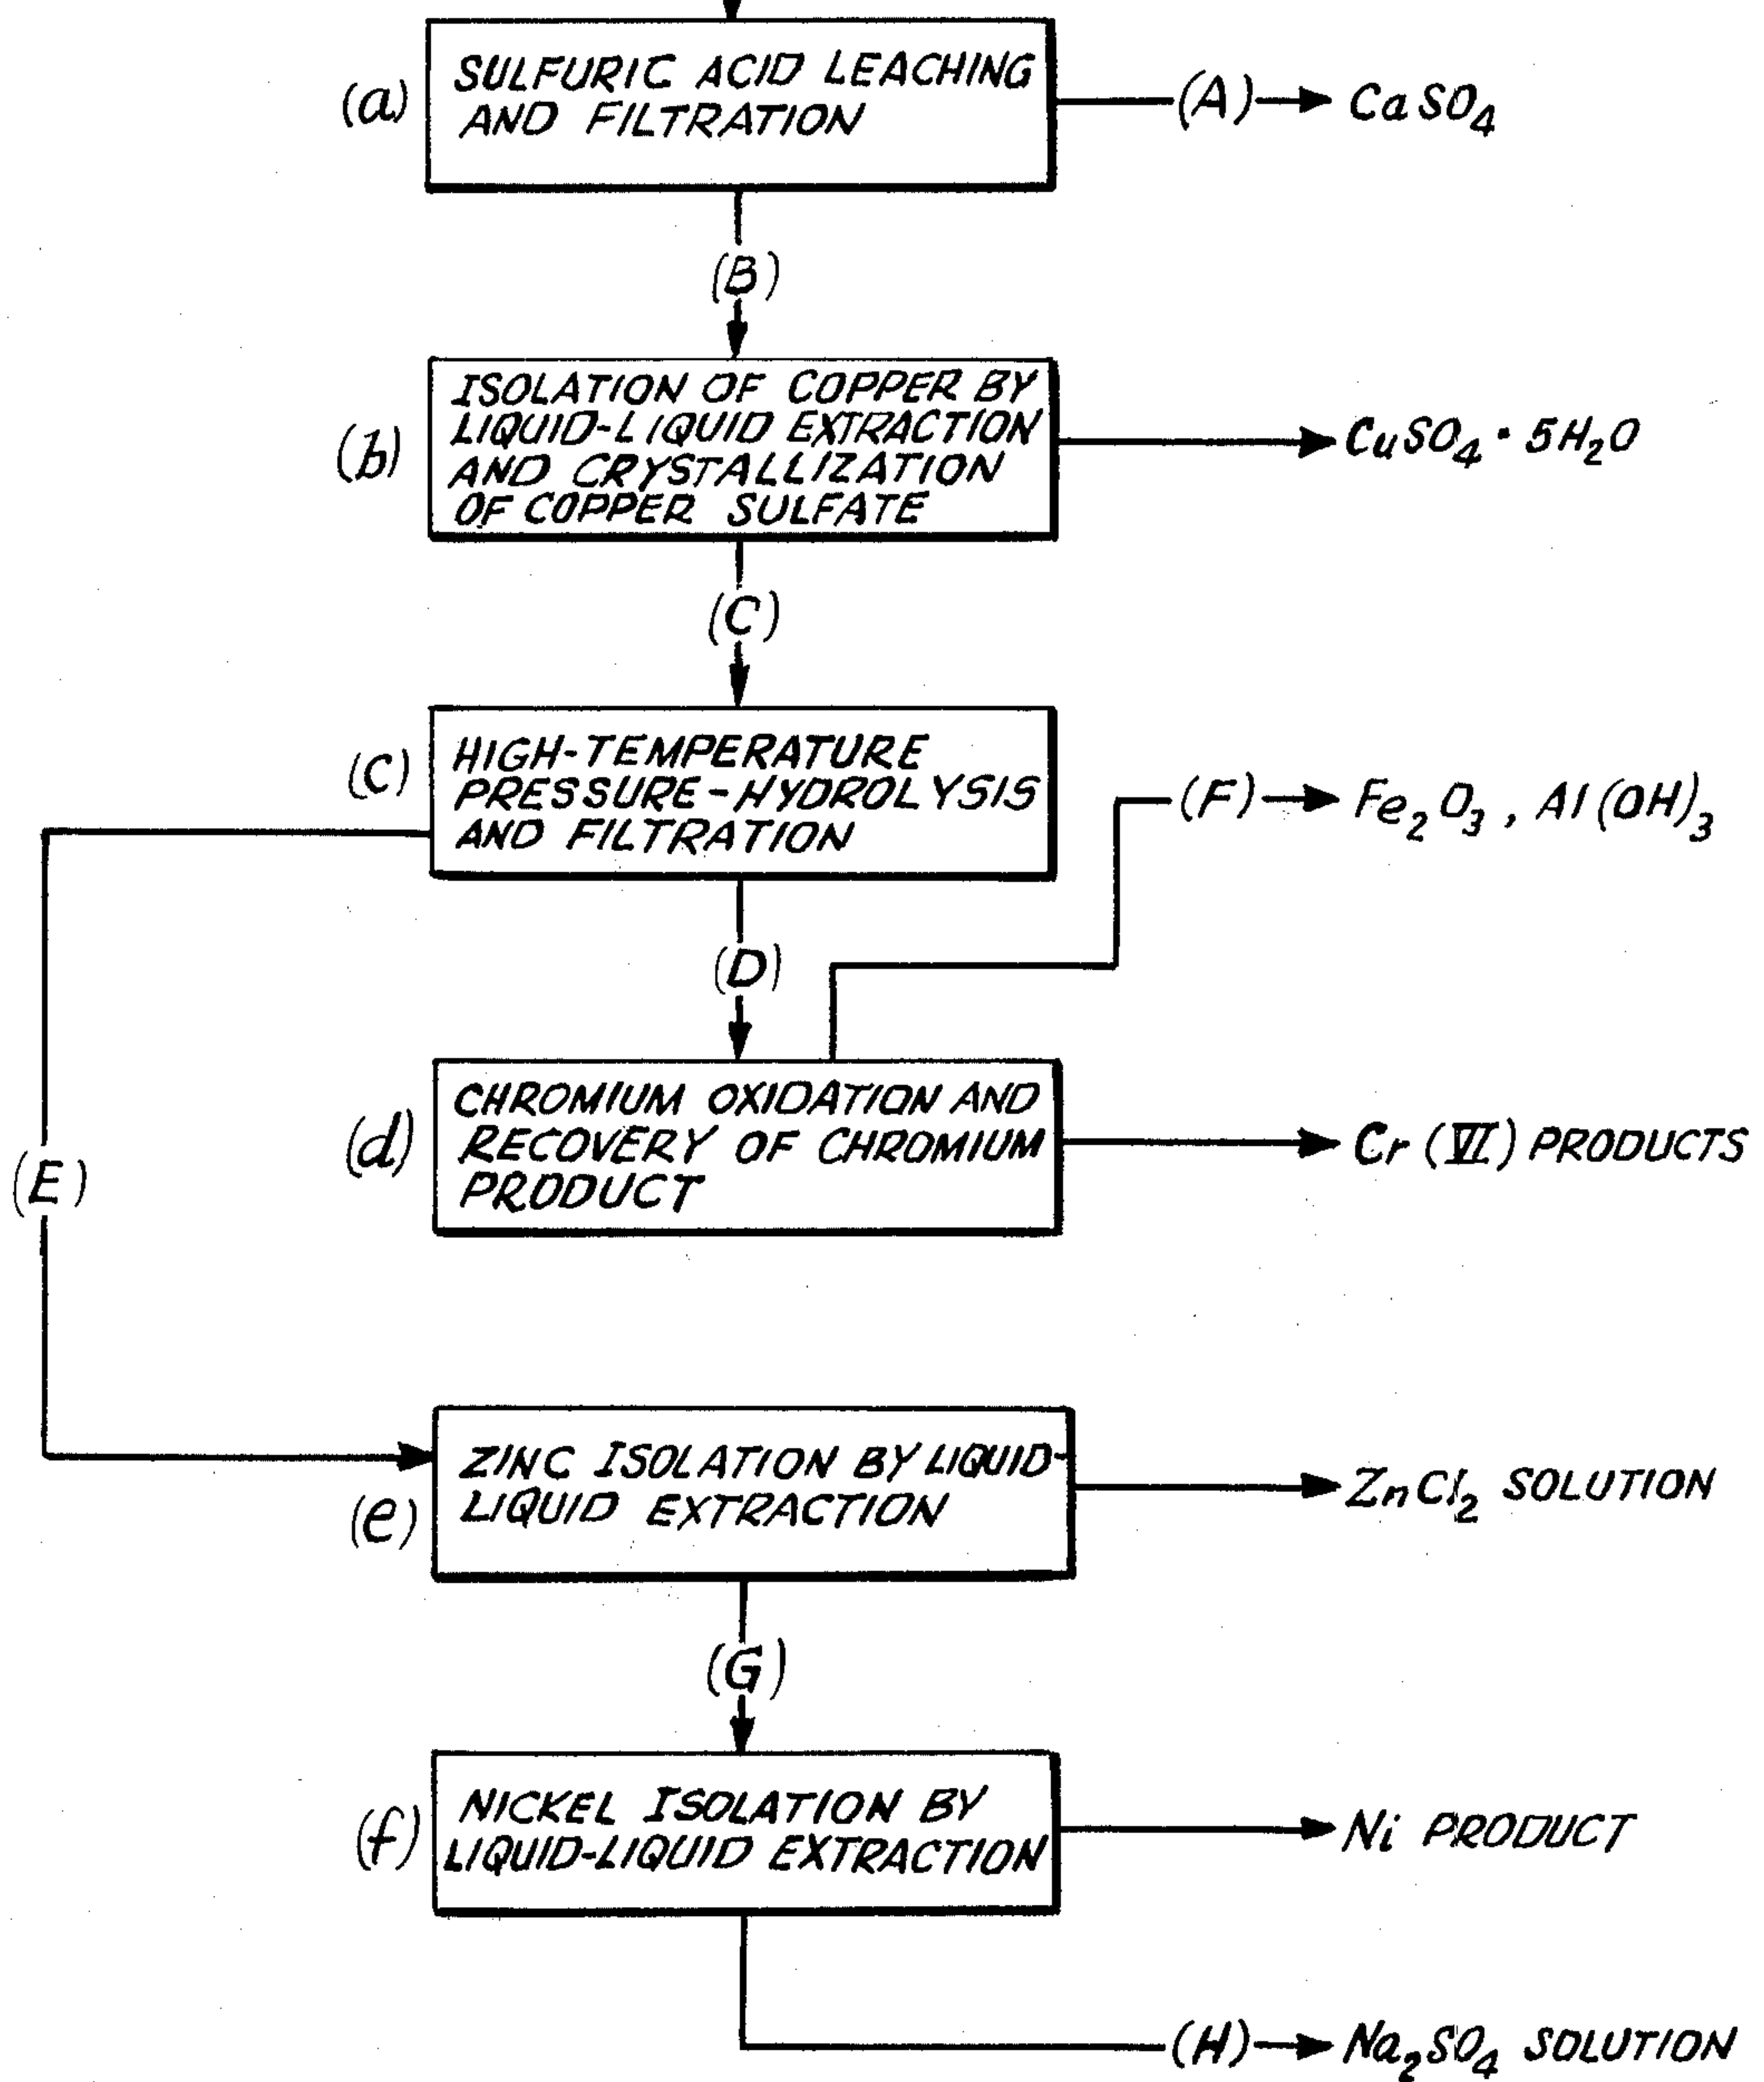 (a)
SULFURIC ACID LEACHING
AND FILTRATION
(A)
CaSO4
(B)
(b)
ISOLATION OF COPPER BY
LIQUID-LIQUID EXTRACTION
AND CRYSTALLIZATION
OF COPPER SULFATE
CuSO4 · 5H2O
(C)
(c)
HIGH-TEMPERATURE
PRESSURE-HYDROLYSIS
AND FILTRATION
(F)
Fe2O3, Al(OH)3
(D)
(E)
(d)
CHROMIUM OXIDATION AND
RECOVERY OF CHROMIUM
PRODUCT
Cr (VI) PRODUCTS
(e)
ZINC ISOLATION BY LIQUID-
LIQUID EXTRACTION
ZnCl2 SOLUTION
(G)
(f)
NICKEL ISOLATION BY
LIQUID-LIQUID EXTRACTION
Ni PRODUCT
(H)
Na2SO4 SOLUTION